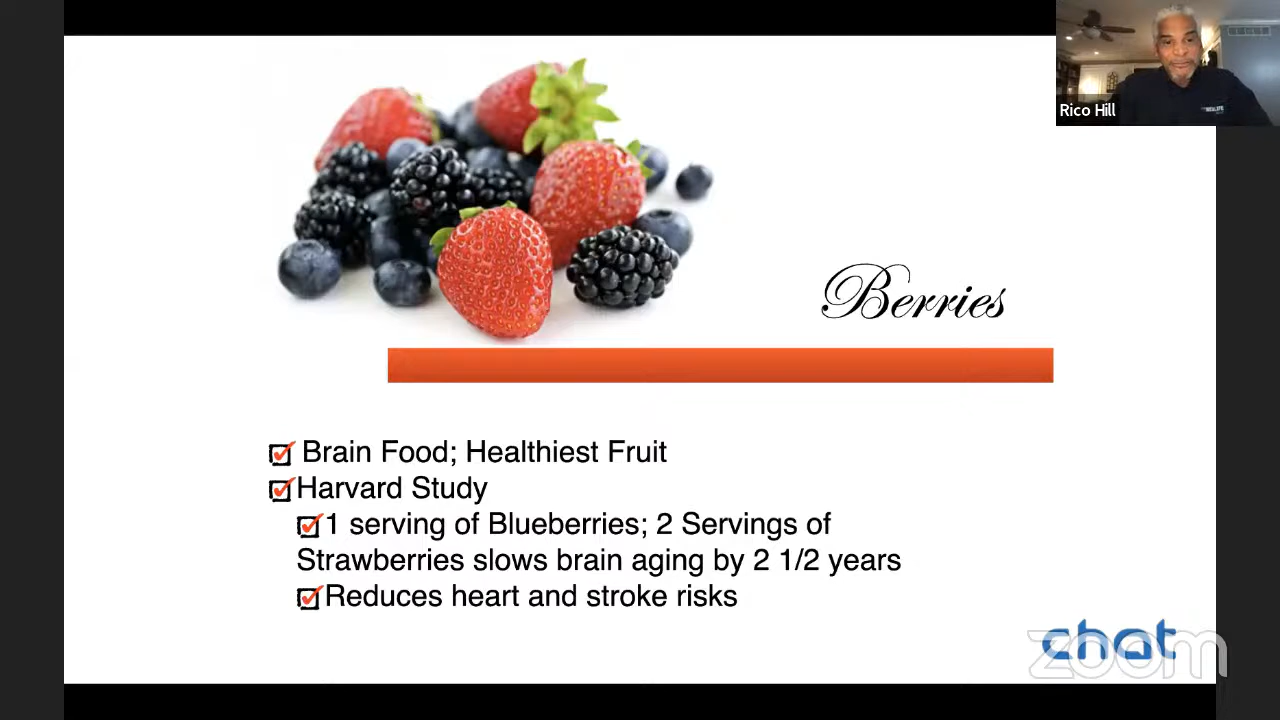 Rico Hill
Berries
Brain Food; Healthiest Fruit
Harvard Study
1 serving of Blueberries; 2 Servings of
Strawberries slows brain aging by 2 1/2 years
Reduces heart and stroke risks
chat
zoom